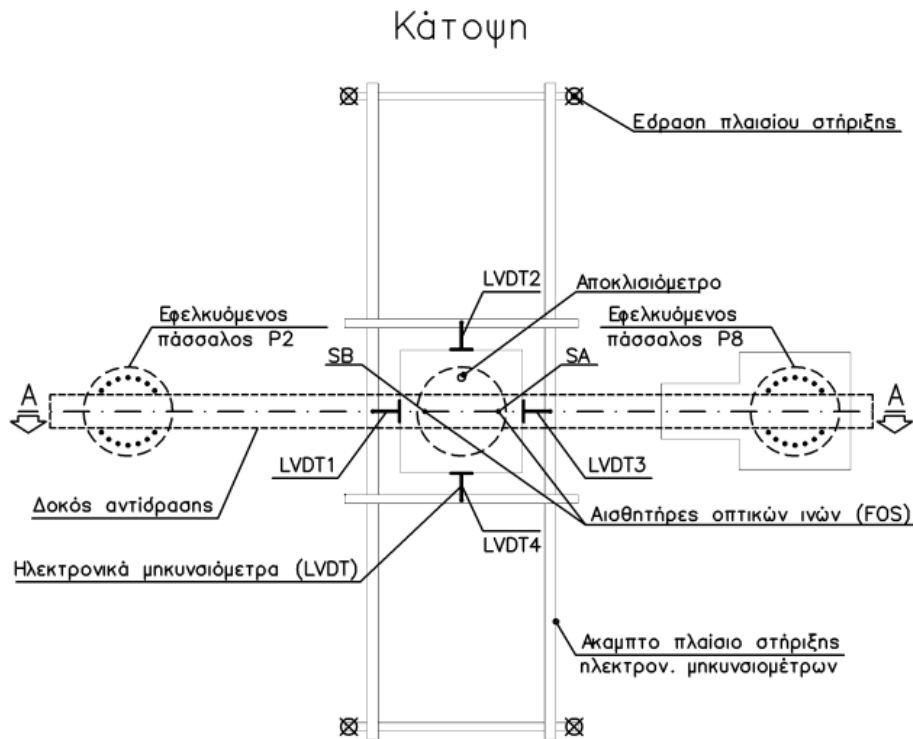 Κάτοψη
Εδραση πλαισίου στήριξης
LVDT2
Αποκλισιόμετρο
Εφελκυόμενος
πάσσαλος P2
Εφελκυόμενος
πάσσαλος P8
SB
SA
A
A
LVDT1
LVDT3
Δοκός αντίδρασης
Αισθητήρες οπτικών ινών (FOS)
LVDT4
Ηλεκτρονικά μηκυνσιόμετρα (LVDT)
Ακαμπτο πλαίσιο στήριξης
ηλεκτρον. μηκυνσιομέτρων